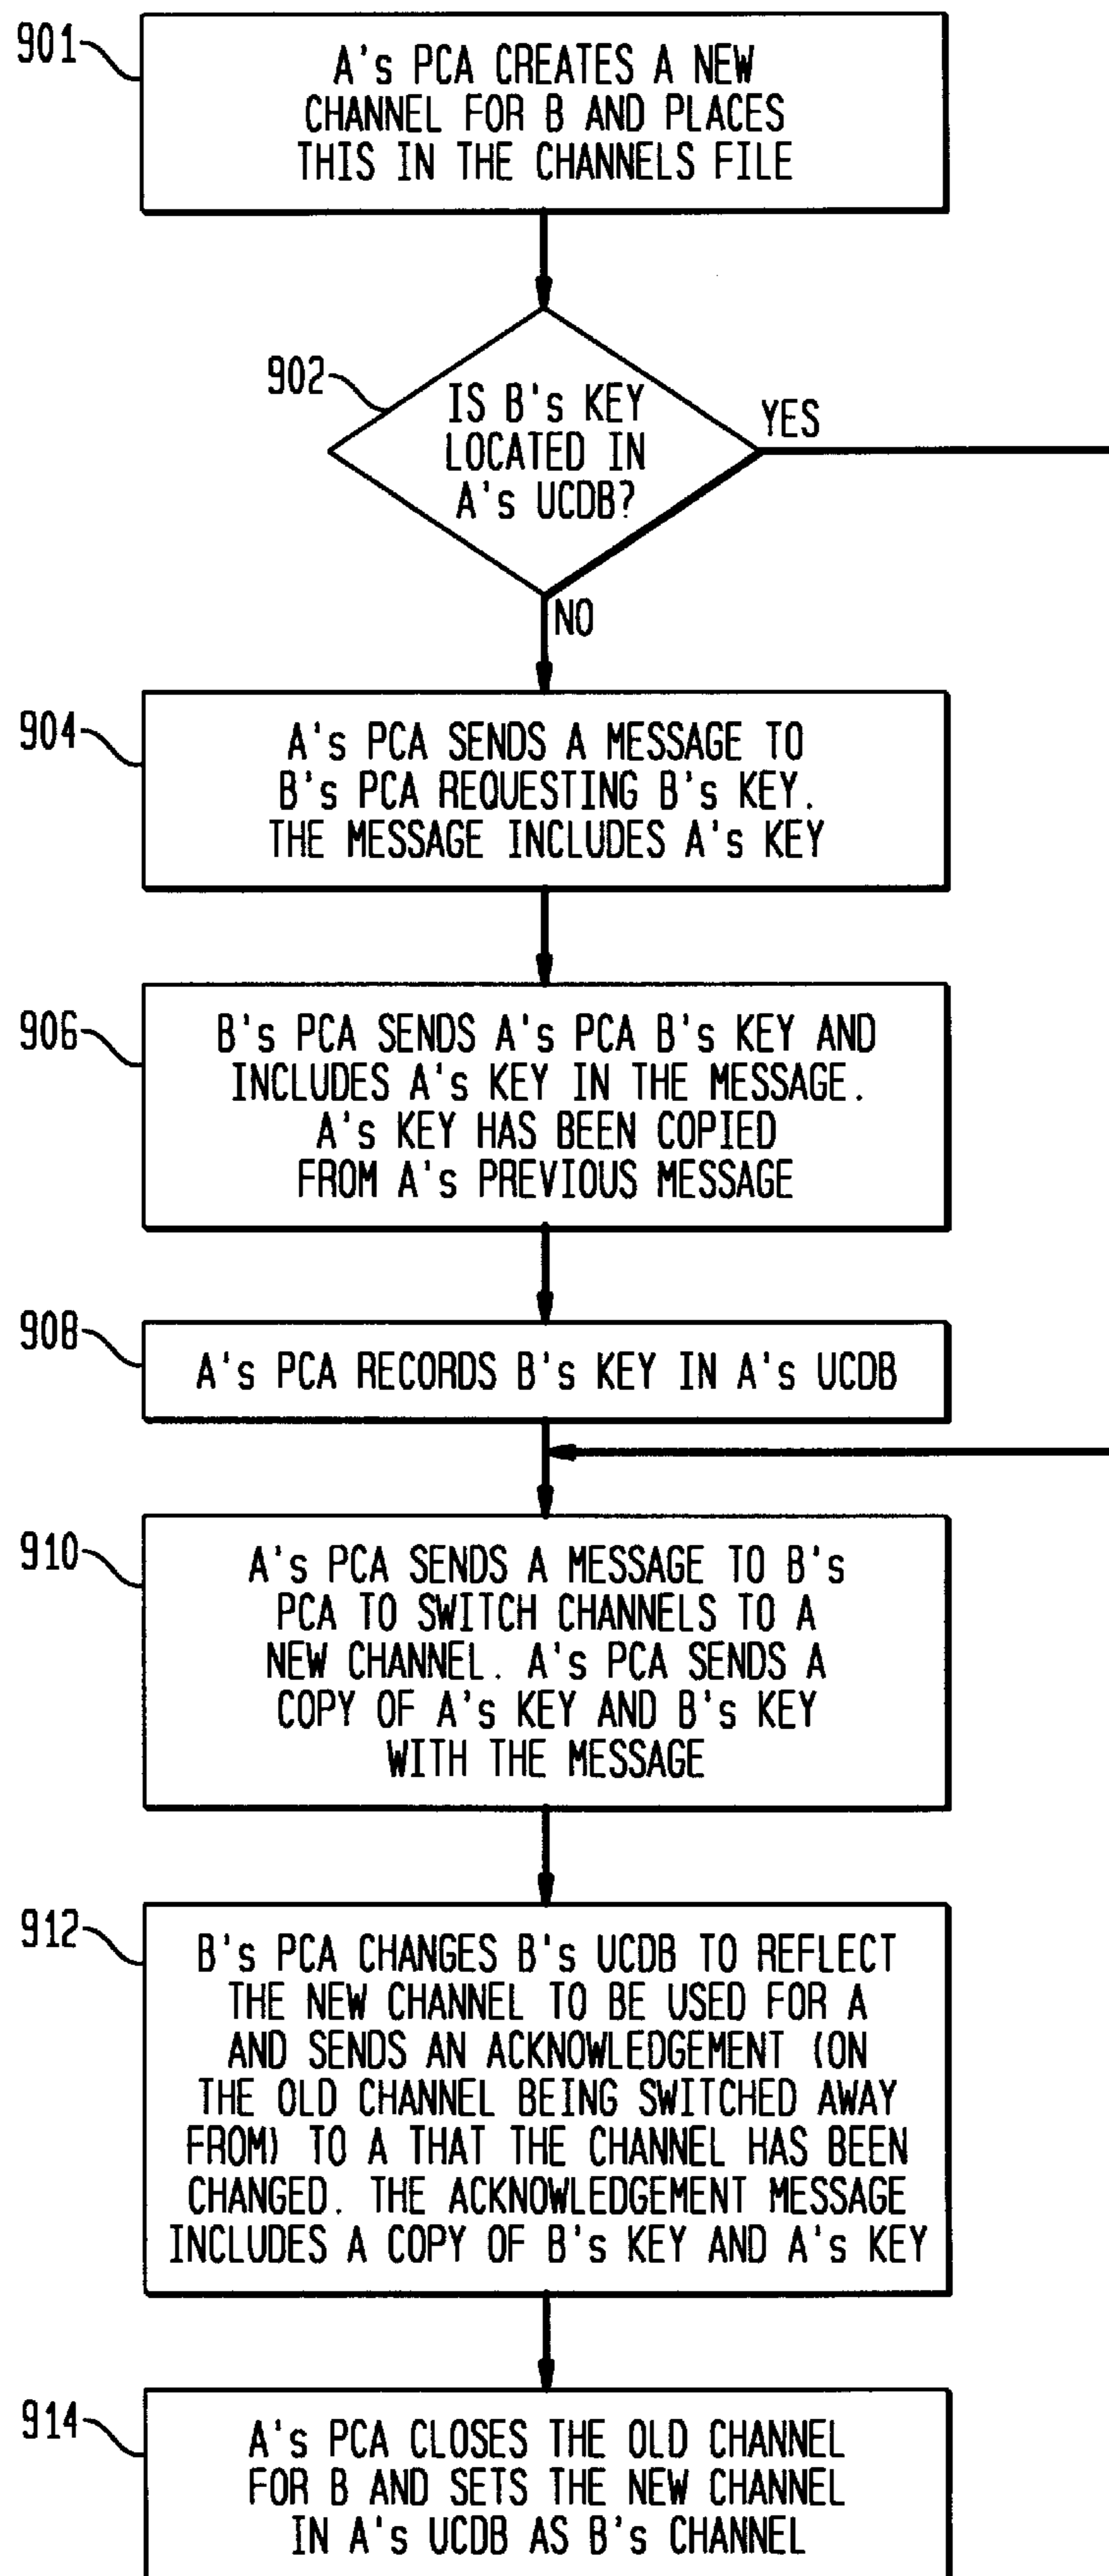 901
A's PCA CREATES A NEW
CHANNEL FOR B AND PLACES
THIS IN THE CHANNELS FILE
902
IS B's KEY
LOCATED IN
A's UCDB?
YES
NO
904
A's PCA SENDS A MESSAGE TO
B's PCA REQUESTING B's KEY.
THE MESSAGE INCLUDES A's KEY
906
B's PCA SENDS A's PCA B's KEY AND
INCLUDES A's KEY IN THE MESSAGE.
A's KEY HAS BEEN COPIED
FROM A's PREVIOUS MESSAGE
908
A's PCA RECORDS B's KEY IN A's UCDB
910
A's PCA SENDS A MESSAGE TO B's
PCA TO SWITCH CHANNELS TO A
NEW CHANNEL. A's PCA SENDS A
COPY OF A's KEY AND B's KEY
WITH THE MESSAGE
912
B's PCA CHANGES B's UCDB TO REFLECT
THE NEW CHANNEL TO BE USED FOR A
AND SENDS AN ACKNOWLEDGEMENT (ON
THE OLD CHANNEL BEING SWITCHED AWAY
FROM) TO A THAT THE CHANNEL HAS BEEN
CHANGED. THE ACKNOWLEDGEMENT MESSAGE
INCLUDES A COPY OF B's KEY AND A's KEY
914
A's PCA CLOSES THE OLD CHANNEL
FOR B AND SETS THE NEW CHANNEL
IN A's UCDB AS B's CHANNEL